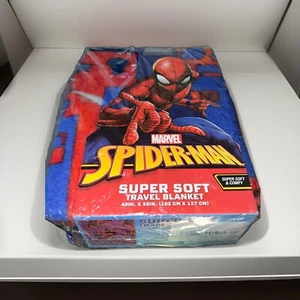 MARVEL
SPIDER-MAN
SUPER SOFT
TRAVEL BLANKET
40IN. X 50IN. (102 CM X 127 CM)
SUPER SOFT
& COMFY